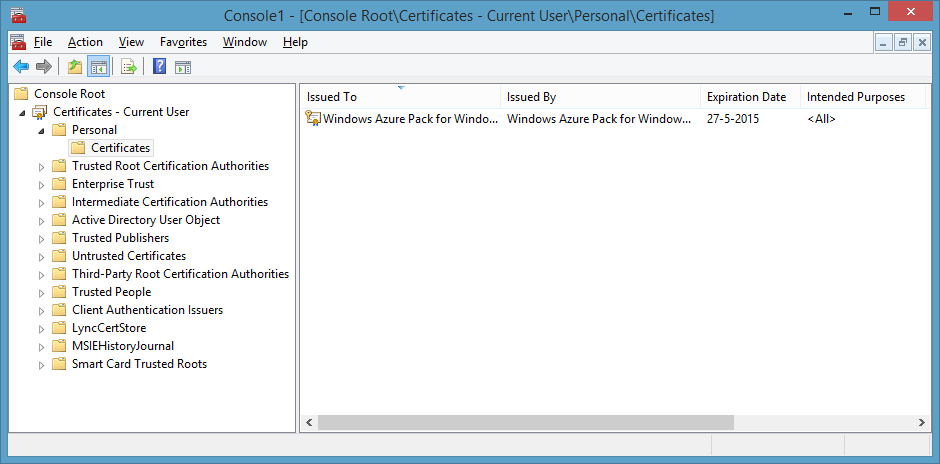 Console1 - [Console Root\Certificates - Current User\Personal\Certificates]
File Action View Favorites Window Help
Console Root
Certificates - Current User
Personal
Certificates
Trusted Root Certification Authorities
Enterprise Trust
Intermediate Certification Authorities
Active Directory User Object
Trusted Publishers
Untrusted Certificates
Third-Party Root Certification Authorities
Trusted People
Client Authentication Issuers
LyncCertStore
MSIEHistoryJournal
Smart Card Trusted Roots
Issued To Issued By Expiration Date Intended Purposes
Windows Azure Pack for Windo... Windows Azure Pack for Window... 27-5-2015 <All>